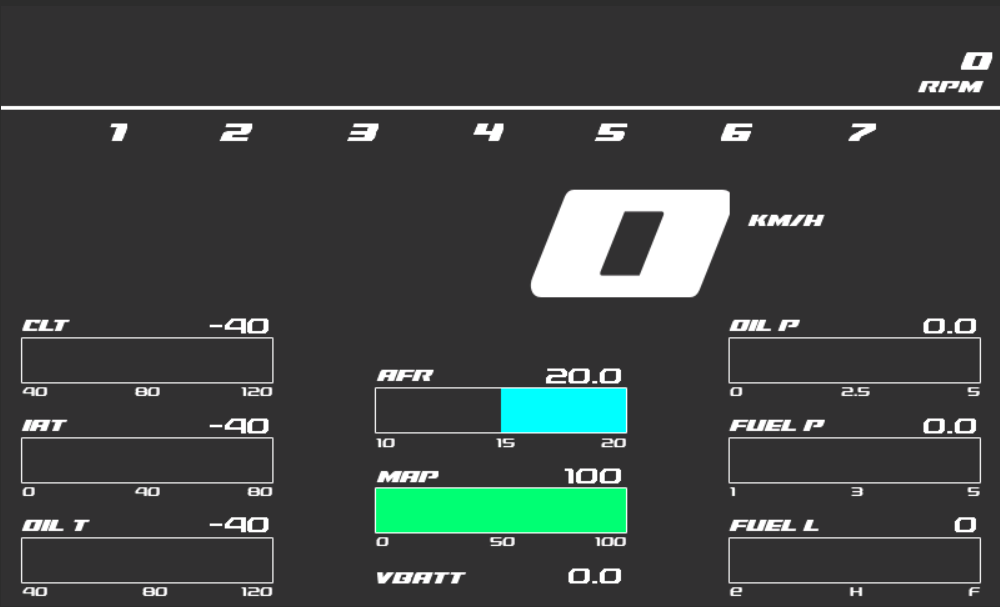 0
RPM
1 2 3 4 5 6 7
0 KM/H
CLT -40
40 80 120
IAT -40
0 40 80
OIL T -40
40 80 120
AFR 20.0
10 15 20
MAP 100
0 50 100
VBATT 0.0
OIL P 0.0
0 2.5 5
FUEL P 0.0
1 3 5
FUEL L 0
E H F